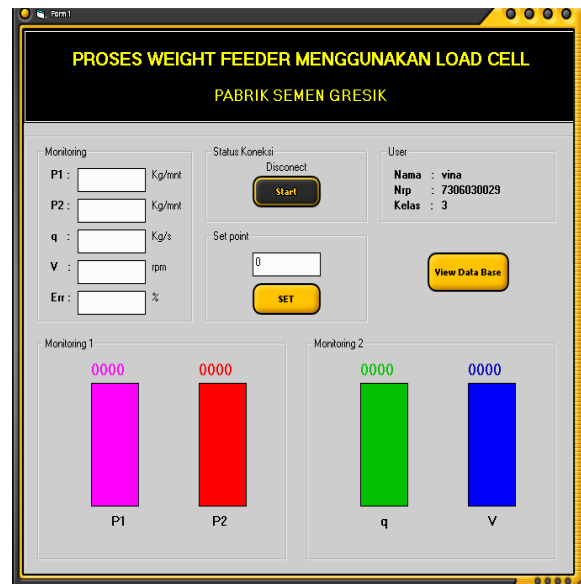 Form1
PROSES WEIGHT FEEDER MENGGUNAKAN LOAD CELL
PABRIK SEMEN GRESIK
Monitoring
P1 : Kg/mnt
P2 : Kg/mnt
q : Kg/s
V : rpm
Err : %
Status Koneksi
Disconect
Start
Set point
0
SET
User
Nama : vina
Nrp : 7306030029
Kelas : 3
View Data Base
Monitoring 1
0000 0000
P1 P2
Monitoring 2
0000 0000
q V